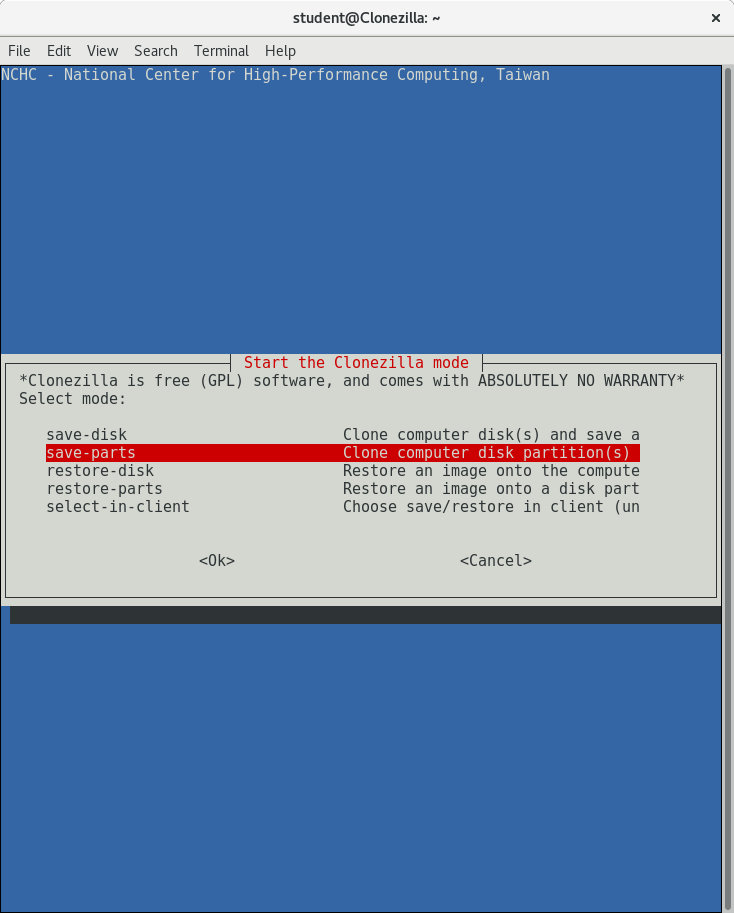 student@Clonezilla: ~
File Edit View Search Terminal Help
NCHC - National Center for High-Performance Computing, Taiwan
Start the Clonezilla mode
*Clonezilla is free (GPL) software, and comes with ABSOLUTELY NO WARRANTY*
Select mode:
save-disk Clone computer disk(s) and save a
save-parts Clone computer disk partition(s)
restore-disk Restore an image onto the compute
restore-parts Restore an image onto a disk part
select-in-client Choose save/restore in client (un
<Ok> <Cancel>